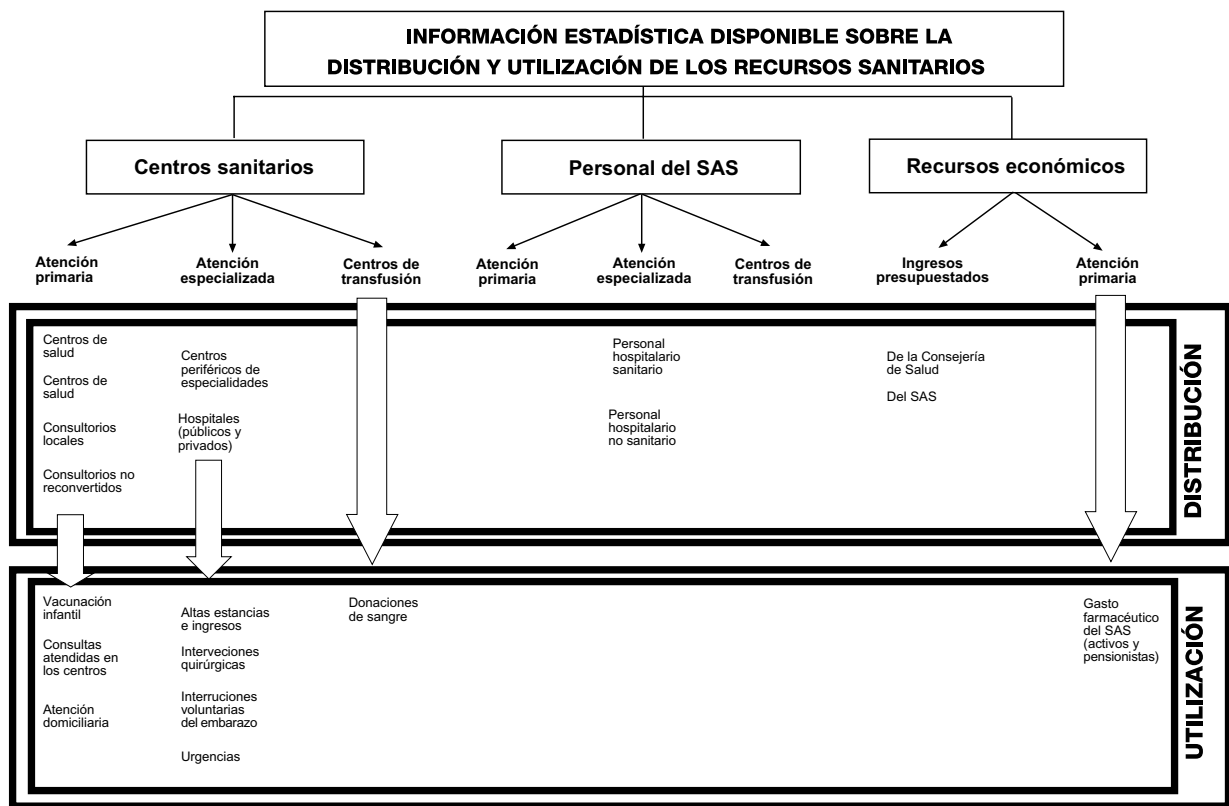 INFORMACIÓN ESTADÍSTICA DISPONIBLE SOBRE LA
DISTRIBUCIÓN Y UTILIZACIÓN DE LOS RECURSOS SANITARIOS
Centros sanitarios
Personal del SAS
Recursos económicos
Atención
primaria
Atención
especializada
Centros de
transfusión
Atención
primaria
Atención
especializada
Centros de
transfusión
Ingresos
presupuestados
Atención
primaria
Centros de
salud
Centros de
salud
Consultorios
locales
Consultorios no
reconvertidos
Centros
periféricos de
especialidades
Hospitales
(públicos y
privados)
Personal
hospitalario
sanitario
Personal
hospitalario
no sanitario
De la Consejería
de Salud
Del SAS
DISTRIBUCIÓN
Vacunación
infantil
Consultas
atendidas en
los centros
Atención
domiciliaria
Altas estancias
e ingresos
Interveciones
quirúrgicas
Interruciones
voluntarias
del embarazo
Urgencias
Donaciones
de sangre
Gasto
farmacéutico
del SAS
(activos y
pensionistas)
UTILIZACIÓN